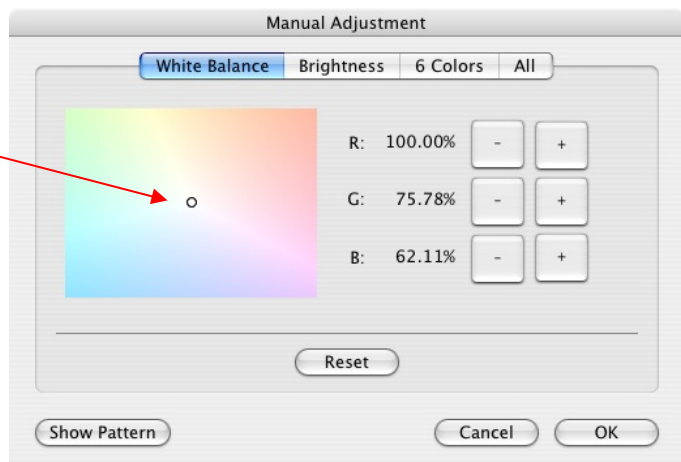 Manual Adjustment
White Balance Brightness 6 Colors All
R: 100.00% - +
G: 75.78% - +
B: 62.11% - +
Reset
Show Pattern Cancel OK